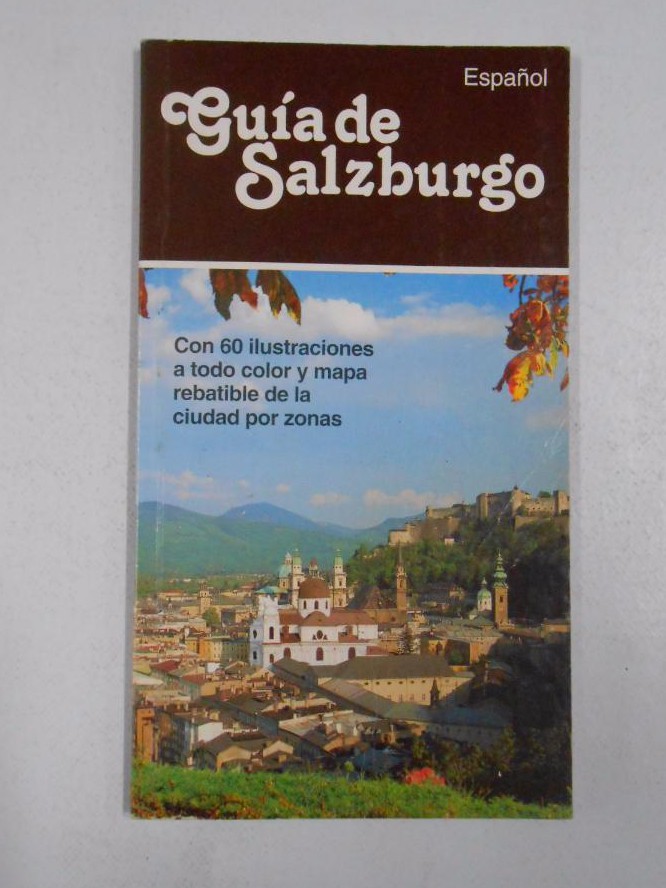 Español
Guía de
Salzburgo
Con 60 ilustraciones
a todo color y mapa
rebatible de la
ciudad por zonas